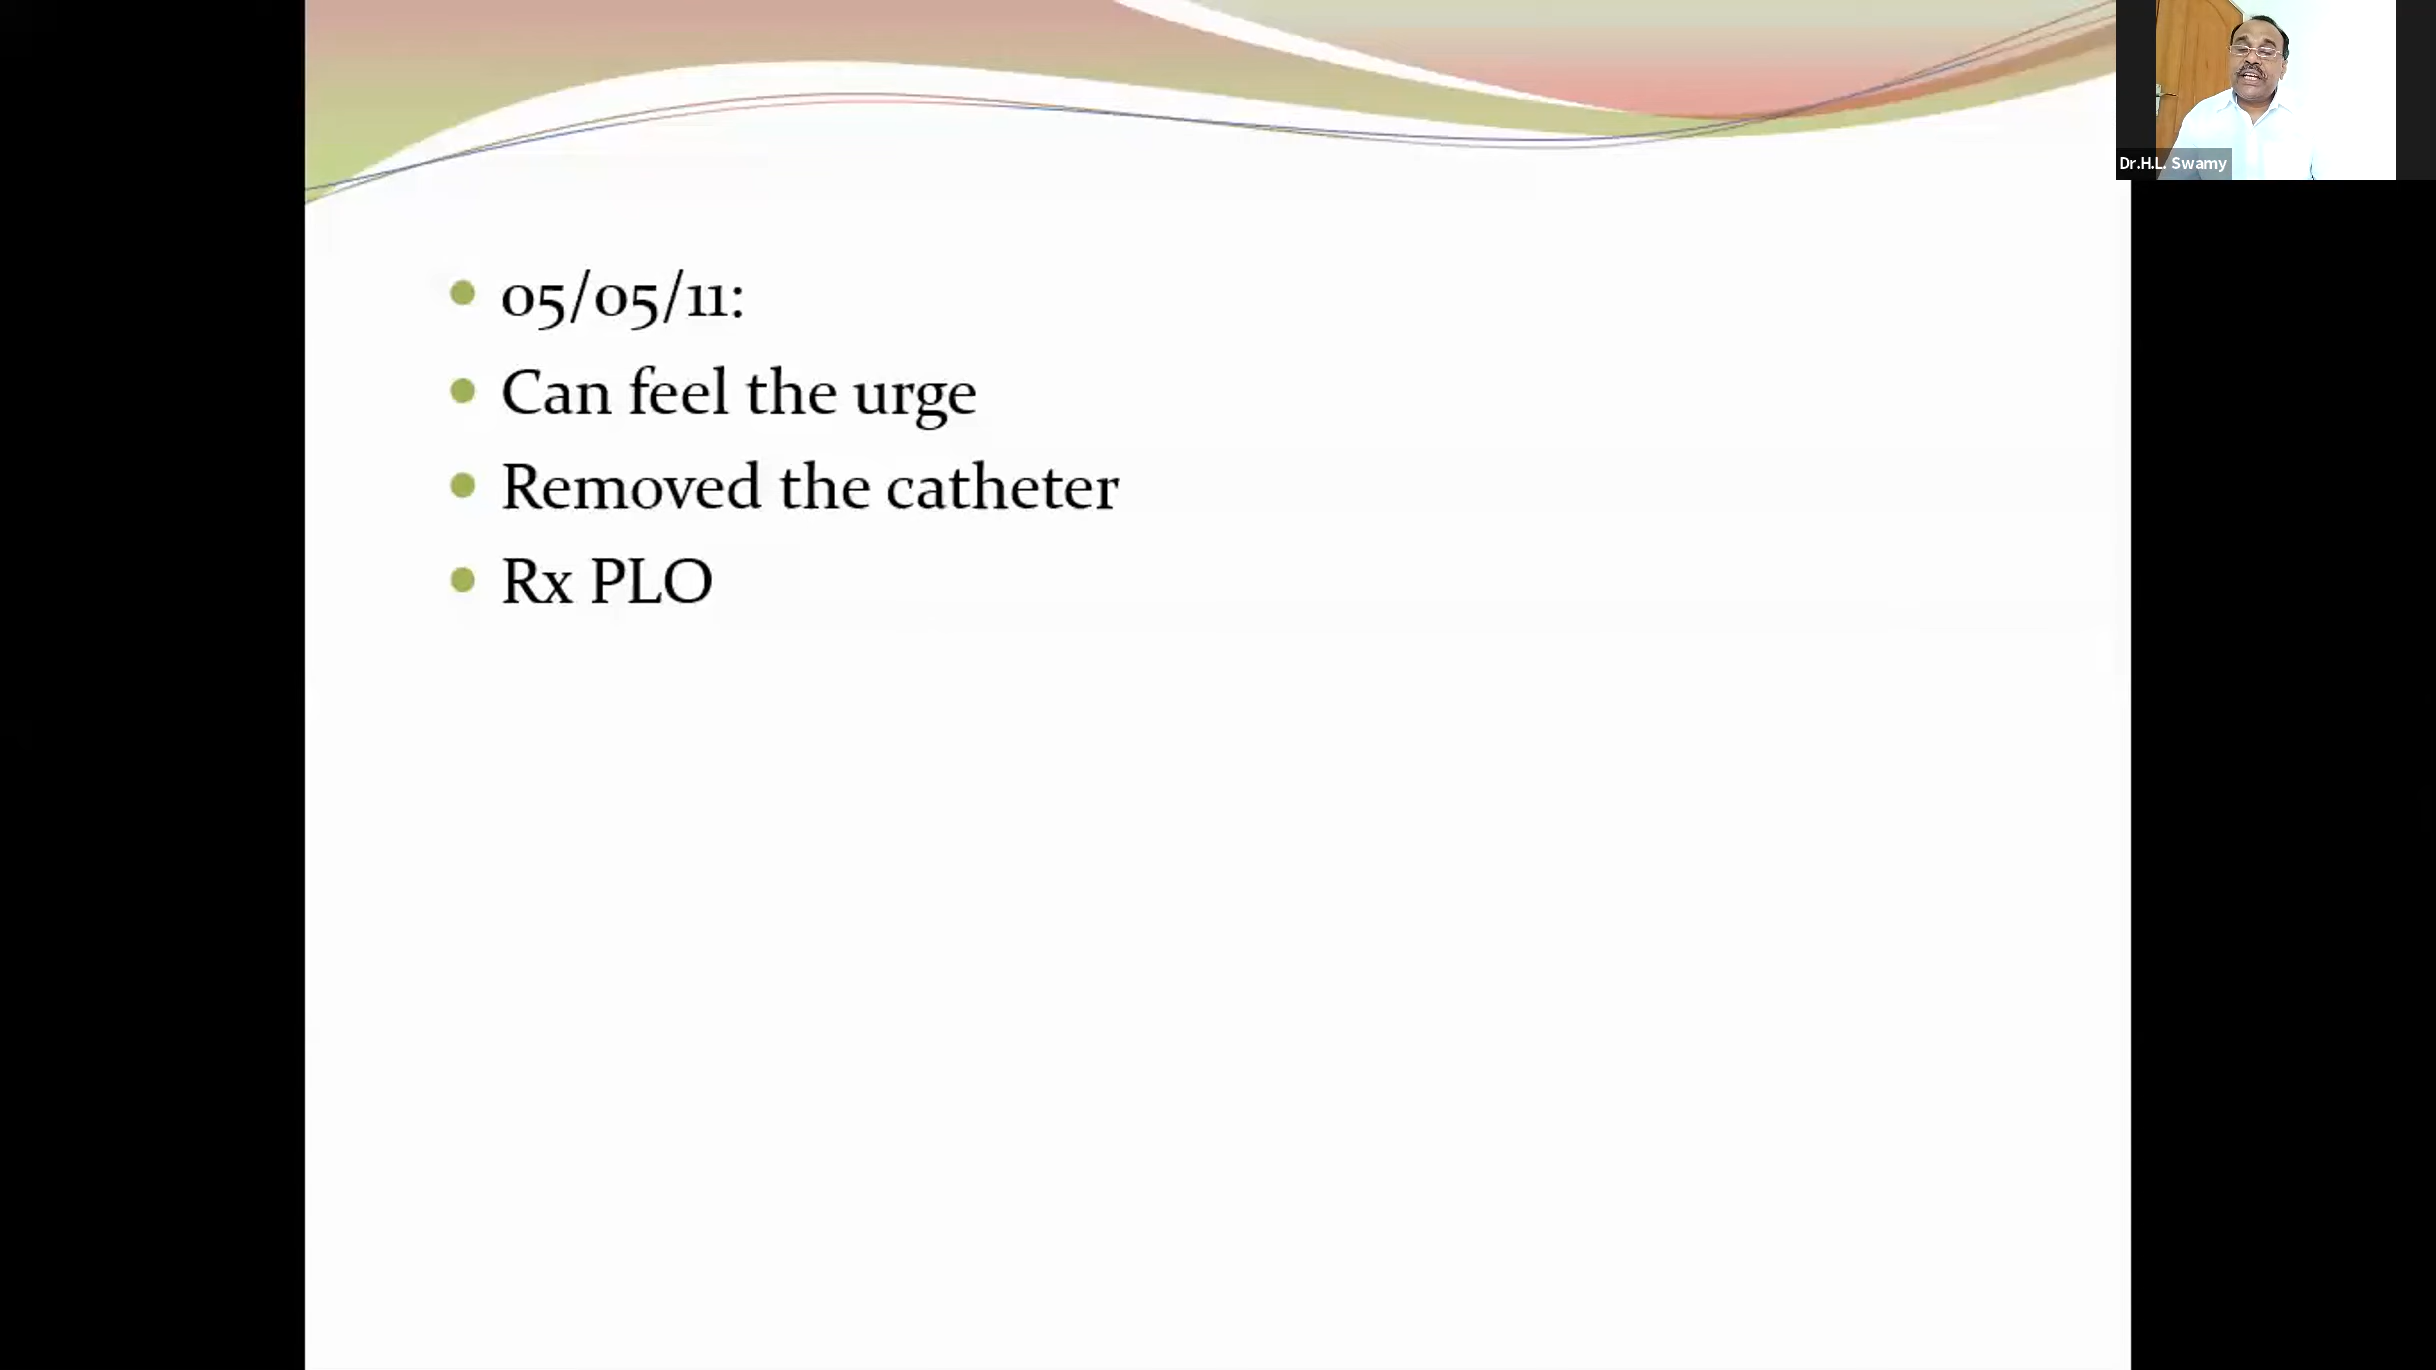 05/05/11:
Can feel the urge
Removed the catheter
Rx PLO
Dr.H.L. Swamy